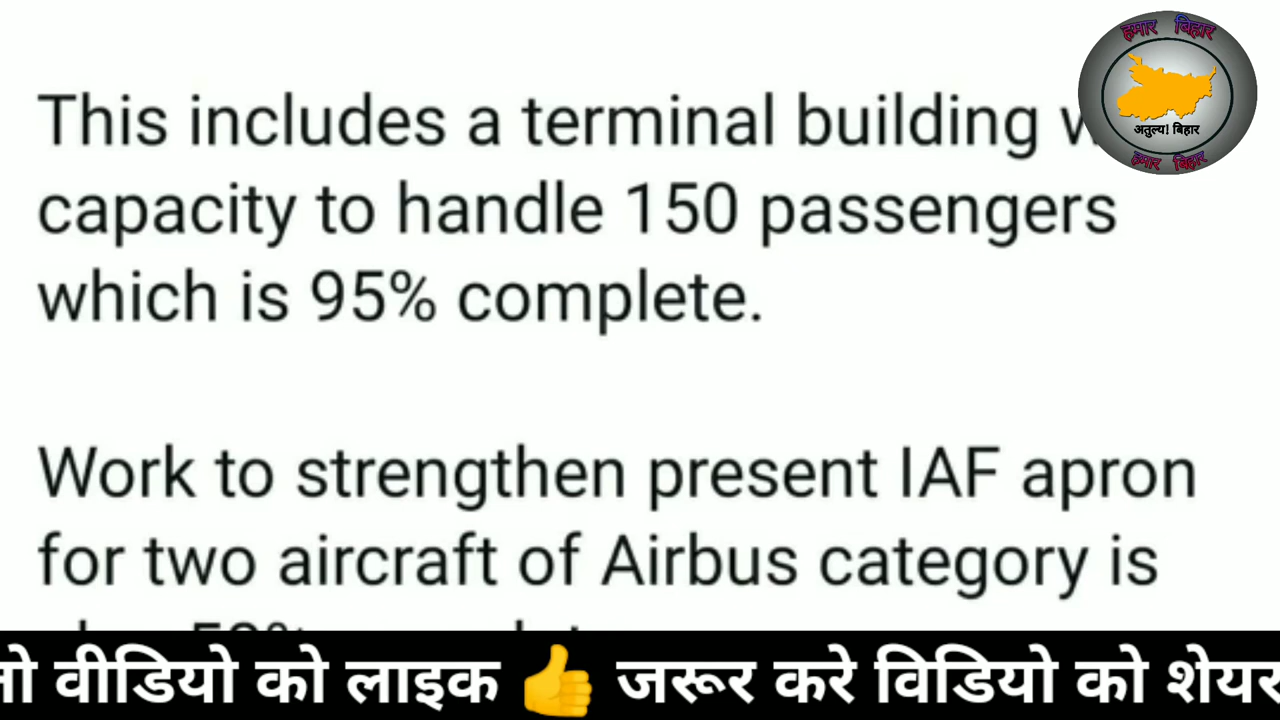 हमार बिहार
अतुल्य! बिहार
हमार बिहार
This includes a terminal building
capacity to handle 150 passengers
which is 95% complete.
Work to strengthen present IAF apron
for two aircraft of Airbus category is
वीडियो को लाइक 👍 जरूर करे विडियो को शेयर